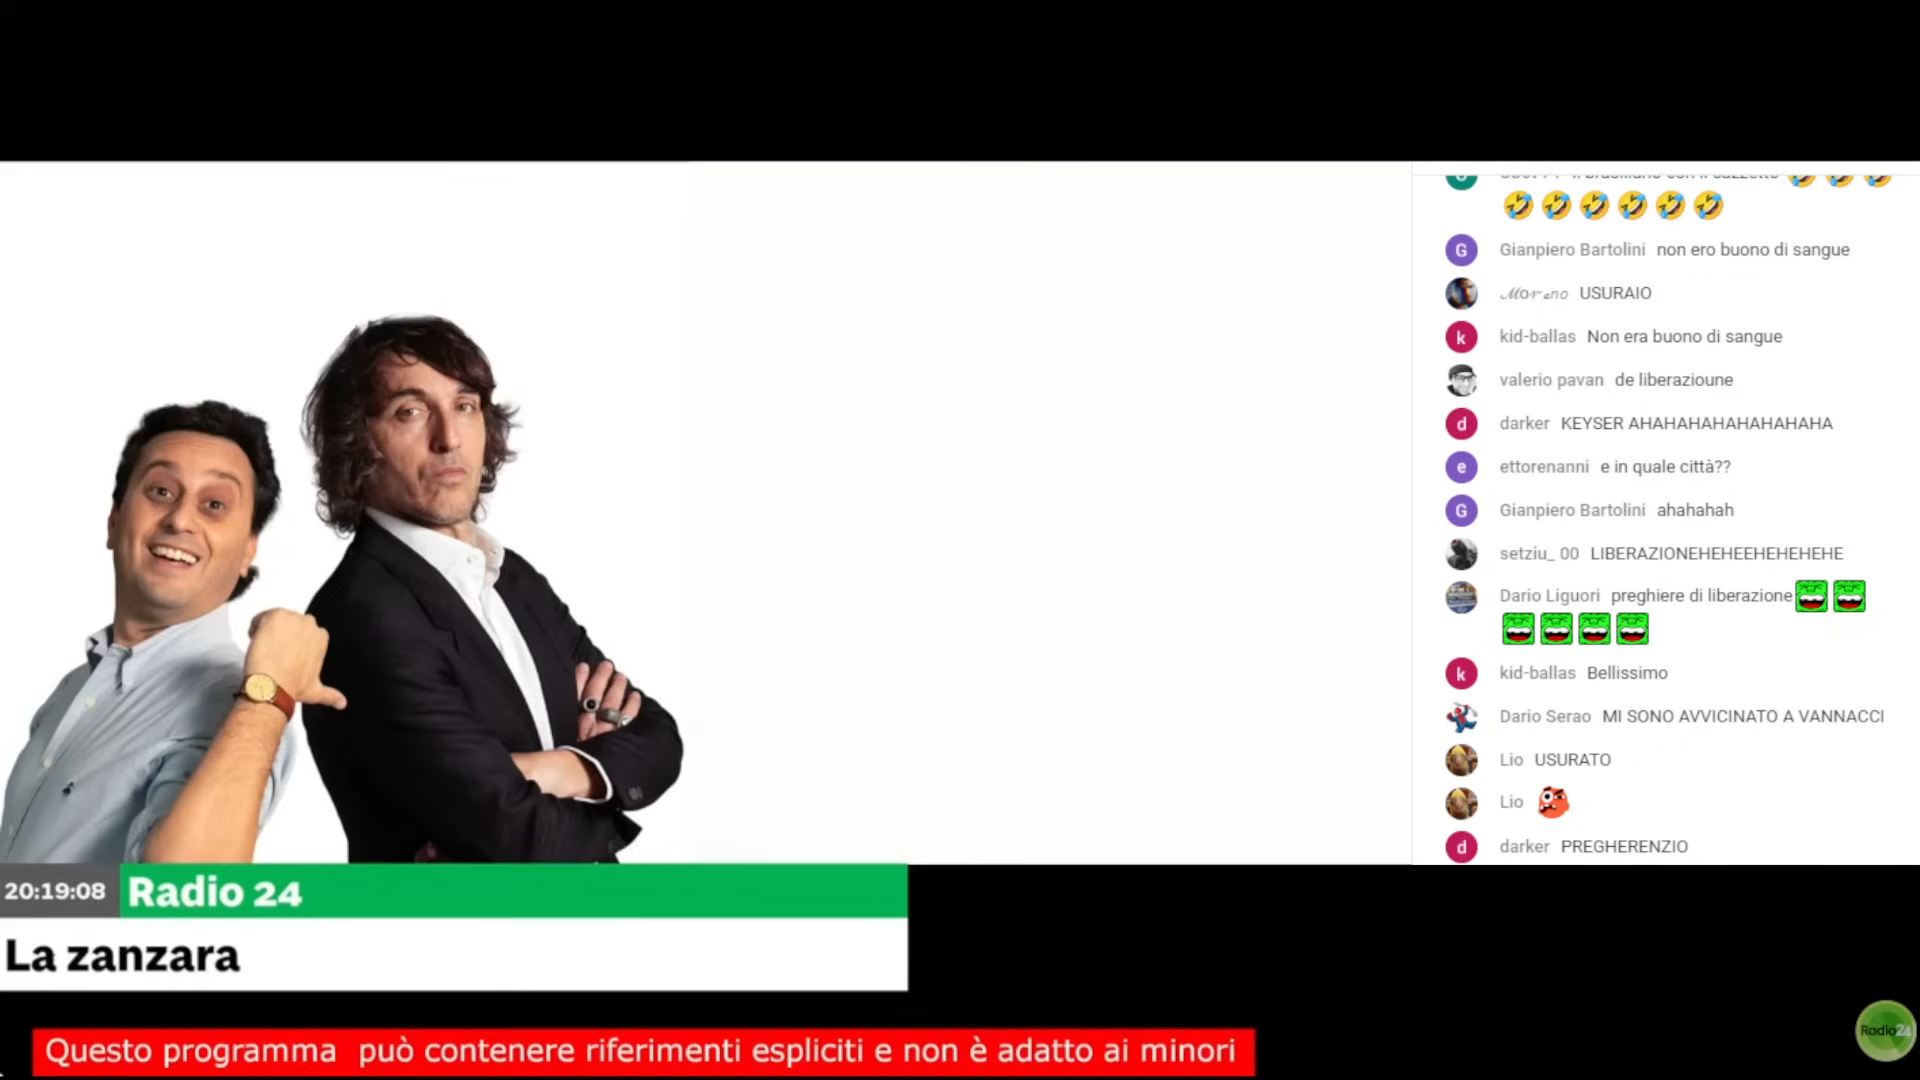 non ero buono di sangue
Gianpiero Bartolini
Moreno USURAIO
kid-ballas Non era buono di sangue
valerio pavan de liberazioune
darker KEYSER AHAHAHAHAHAHAHAHA
ettorenanni e in quale città??
Gianpiero Bartolini ahahahah
setziu_ 00 LIBERAZIONEHEHEEHEHEHEHE
Dario Liguori preghiere di liberazione
kid-ballas Bellissimo
Dario Serao MI SONO AVVICINATO A VANNACCI
Lio USURATO
Lio
darker PREGHERENZIO
20:19:08 Radio 24
La zanzara
Radio24
Questo programma può contenere riferimenti espliciti e non è adatto ai minori